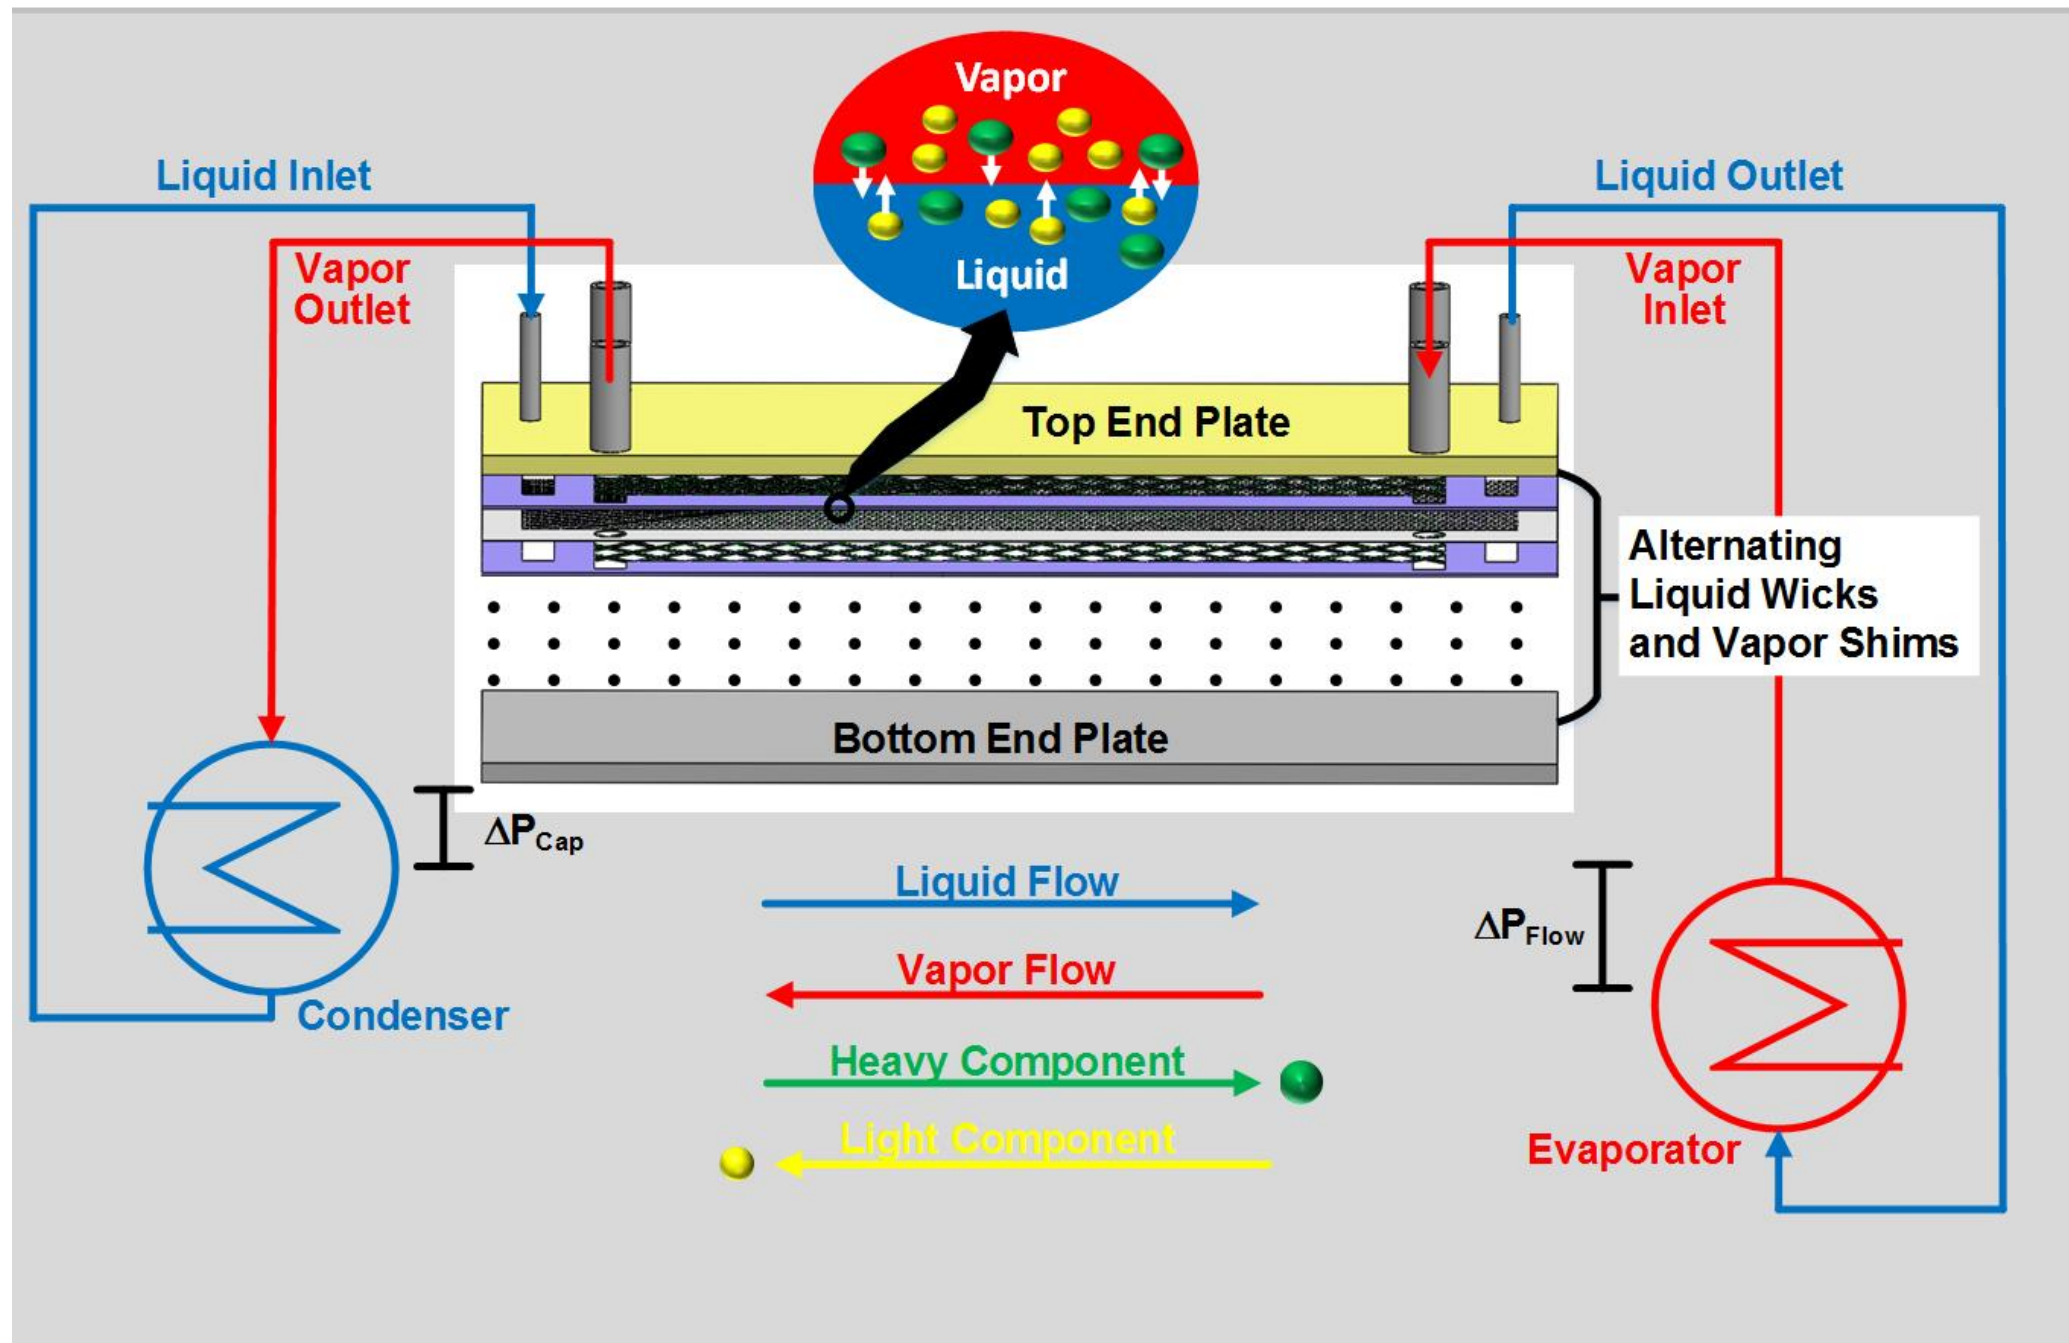 Vapor
Liquid
Liquid Inlet
Liquid Outlet
Vapor
Outlet
Vapor
Inlet
Top End Plate
Alternating
Liquid Wicks
and Vapor Shims
Bottom End Plate
ΔPCap
Liquid Flow
ΔPFlow
Vapor Flow
Condenser
Heavy Component
Light Component
Evaporator